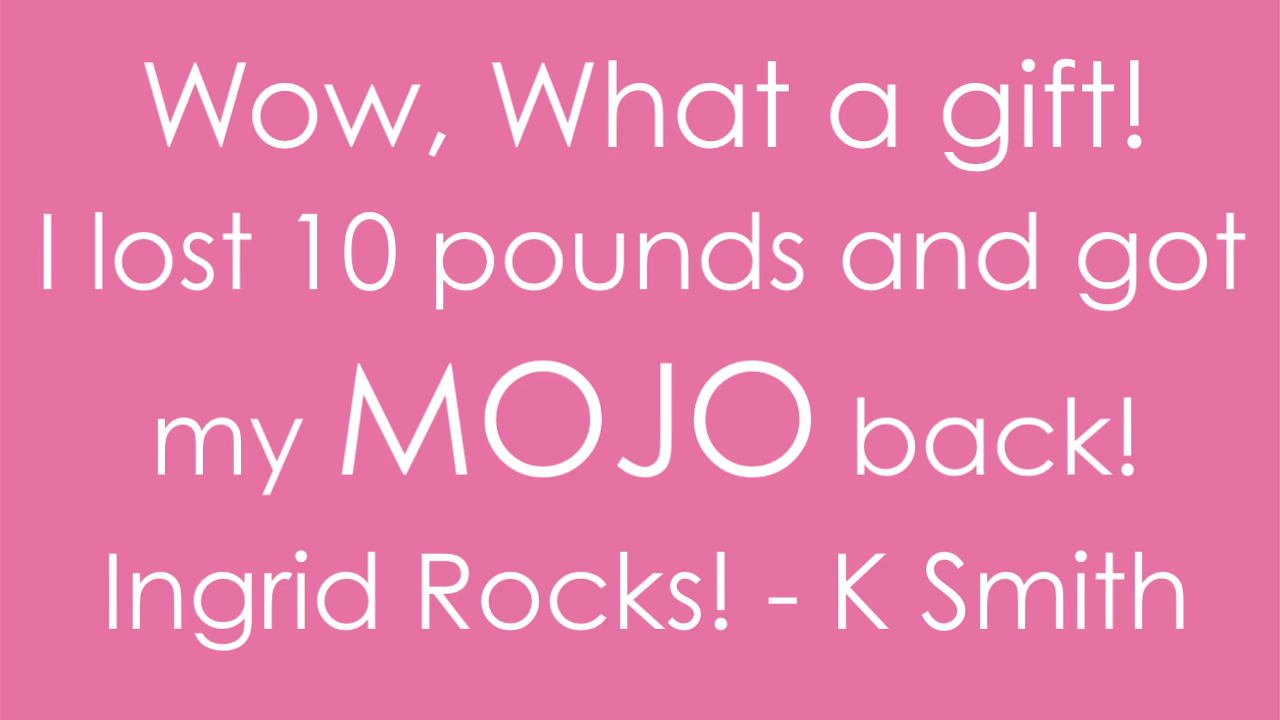 Wow, What a gift!
I lost 10 pounds and got
my MOJO back!
Ingrid Rocks! - K Smith